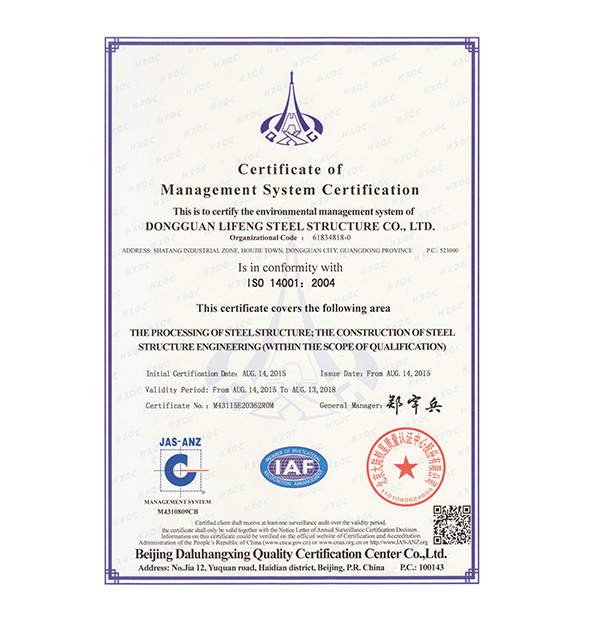 Certificate of
Management System Certification
This is to certify the environmental management system of
DONGGUAN LIFENG STEEL STRUCTURE CO., LTD.
Organizational Code : 61834818-0
ADDRESS: SHATANG INDUSTRIAL ZONE, HOUJIE TOWN, DONGGUAN CITY, GUANGDONG PROVINCE P.C.: 523000
Is in conformity with
ISO 14001: 2004
This certificate covers the following area
THE PROCESSING OF STEEL STRUCTURE; THE CONSTRUCTION OF STEEL
STRUCTURE ENGINEERING (WITHIN THE SCOPE OF QUALIFICATION)
Initial Certification Date: AUG. 14, 2015 Issue Date: From AUG. 14, 2015
Validity Period: From AUG. 14, 2015 To AUG. 13, 2018
Certificate No.: M43115E20362R0M General Manager:
JAS-ANZ
C
MANAGEMENT SYSTEM
M4310809CB
MEMBER OF MULTILATERAL
IAF
RECOGNITION ARRANGEMENT
Certified client shall receive at least one surveillance audit over the validity period.
the certificate shall only be valid together with the Notice Letter of Annual Surveillance Certification Decision .
Information on this certificate could be verified on the official website of Certification and Accreditation
Administration of the People's Republic of China (www.cnca.gov.cn) or www.cnas.org.cn or http://www.JAS-ANZ.org
Beijing Daluhangxing Quality Certification Center Co.,Ltd.
Address: No.Jia 12, Yuquan road, Haidian district, Beijing, P.R. China P.C.: 100143